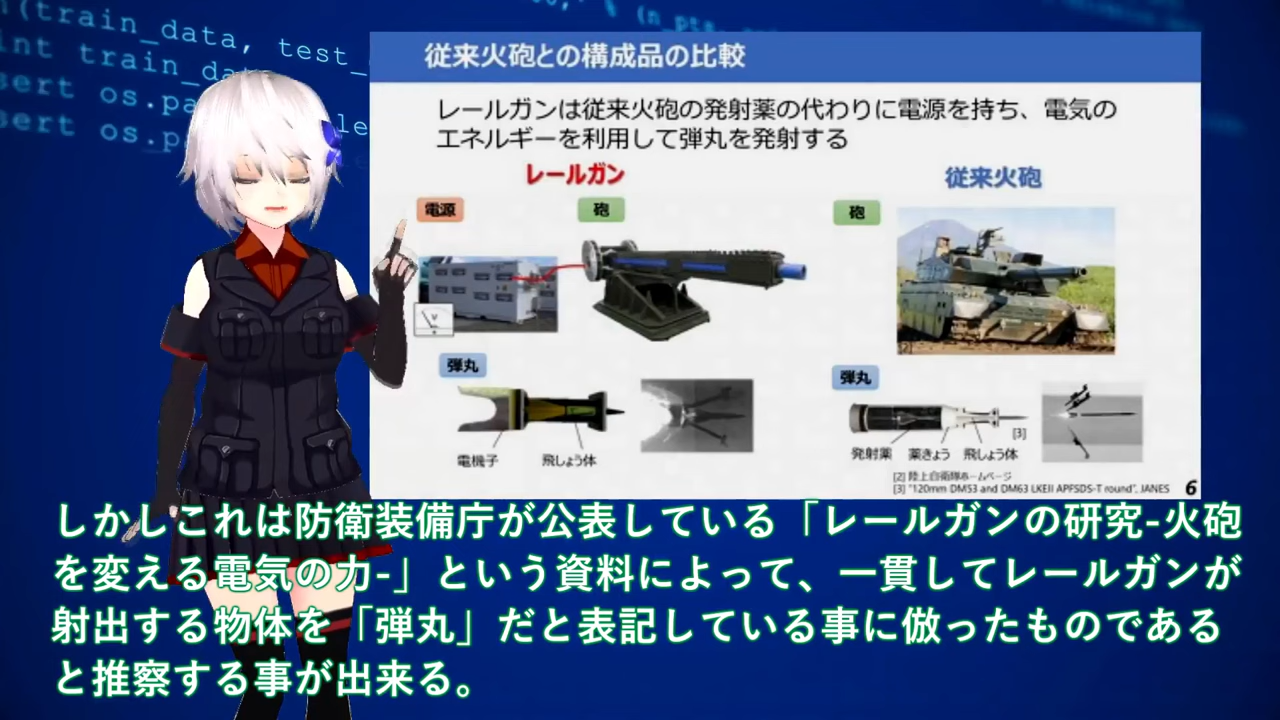 n(train_data, test_
int train_da
sert os.pa
sert os.p
le
従来火砲との構成品の比較
レールガンは従来火砲の発射薬の代わりに電源を持ち、電気の
エネルギーを利用して弾丸を発射する
レールガン
従来火砲
電源
砲
砲
弾丸
弾丸
電機子
飛しょう体
発射薬
薬きょう
飛しょう体
[3]
[2]
[2] 陸上自衛隊ホームページ
[3] "120mm DM53 and DM63 LKEII APFSDS-T round", JANES
6
しかしこれは防衛装備庁が公表している「レールガンの研究-火砲
を変える電気の力-」という資料によって、一貫してレールガンが
射出する物体を「弾丸」だと表記している事に倣ったものである
と推察する事が出来る。